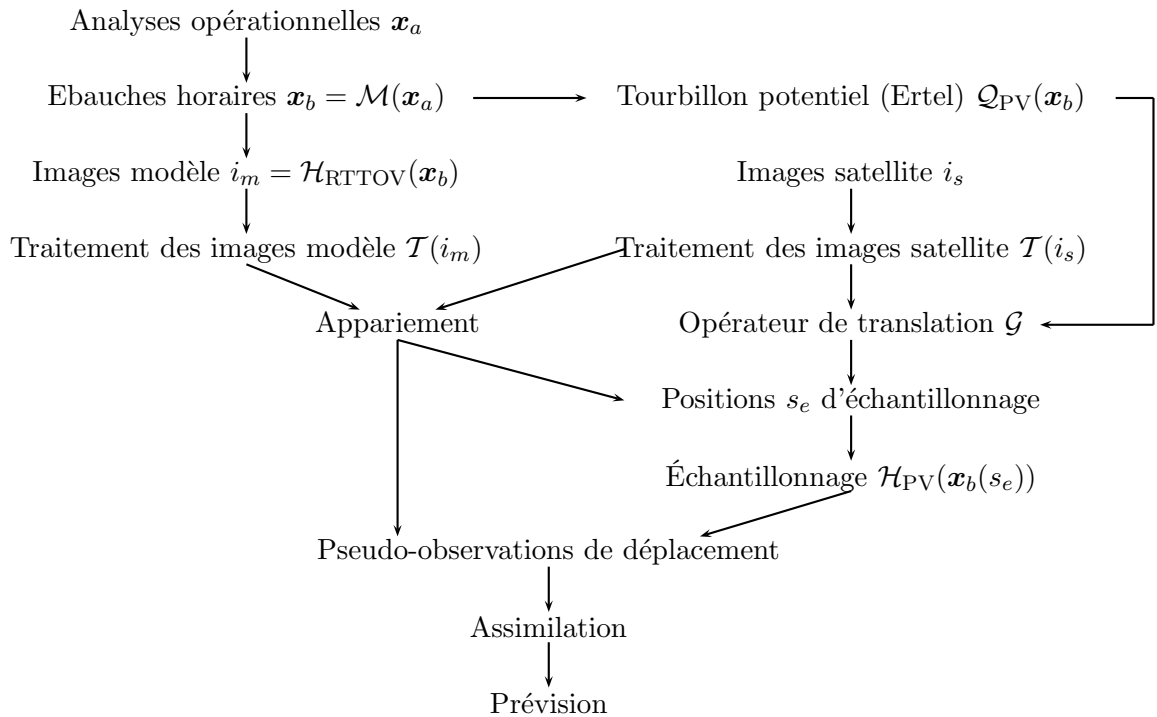 Analyses opérationnelles 𝒙ₐ
Ebauches horaires 𝒙_b = ℳ(𝒙ₐ)
Tourbillon potentiel (Ertel) 𝒬_PV(𝒙_b)
Images modèle i_m = ℋ_RTTOV(𝒙_b)
Images satellite i_s
Traitement des images modèle 𝒯(i_m)
Traitement des images satellite 𝒯(i_s)
Appariement
Opérateur de translation 𝒢
Positions s_e d'échantillonnage
Échantillonnage ℋ_PV(𝒙_b(s_e))
Pseudo-observations de déplacement
Assimilation
Prévision